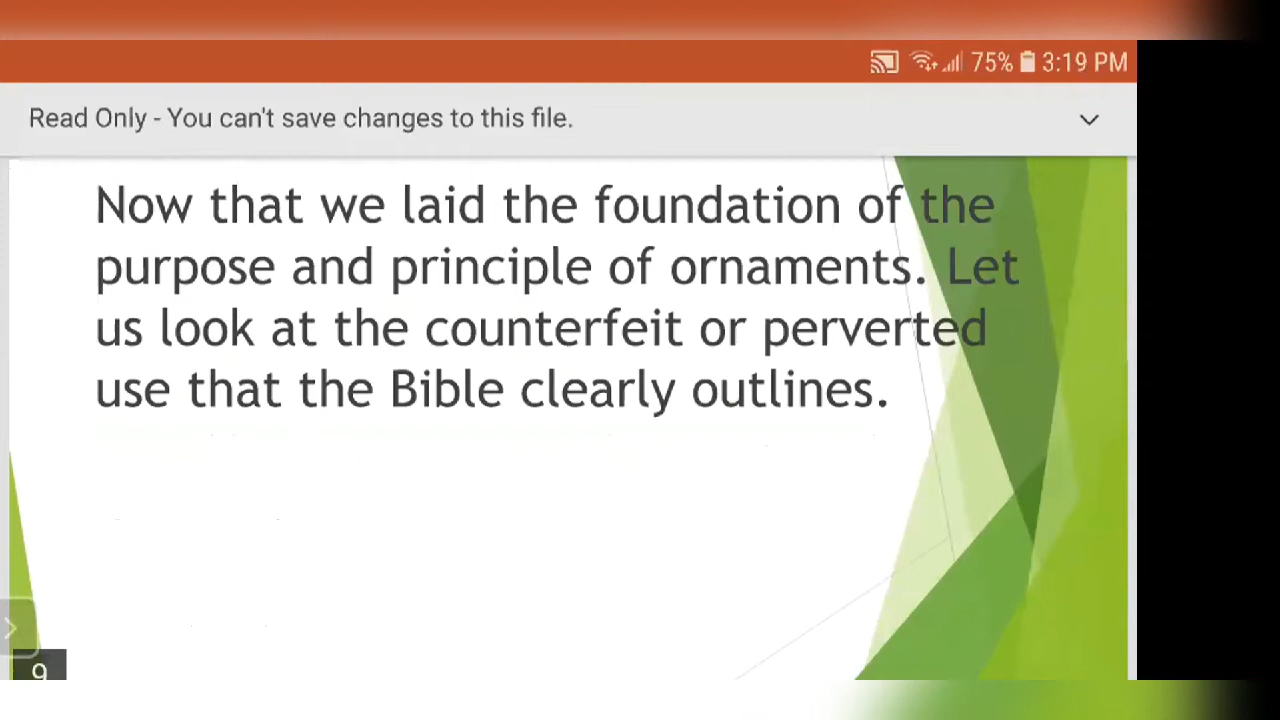 75% 3:19 PM
Read Only - You can't save changes to this file.
Now that we laid the foundation of the
purpose and principle of ornaments. Let
us look at the counterfeit or perverted
use that the Bible clearly outlines.
9